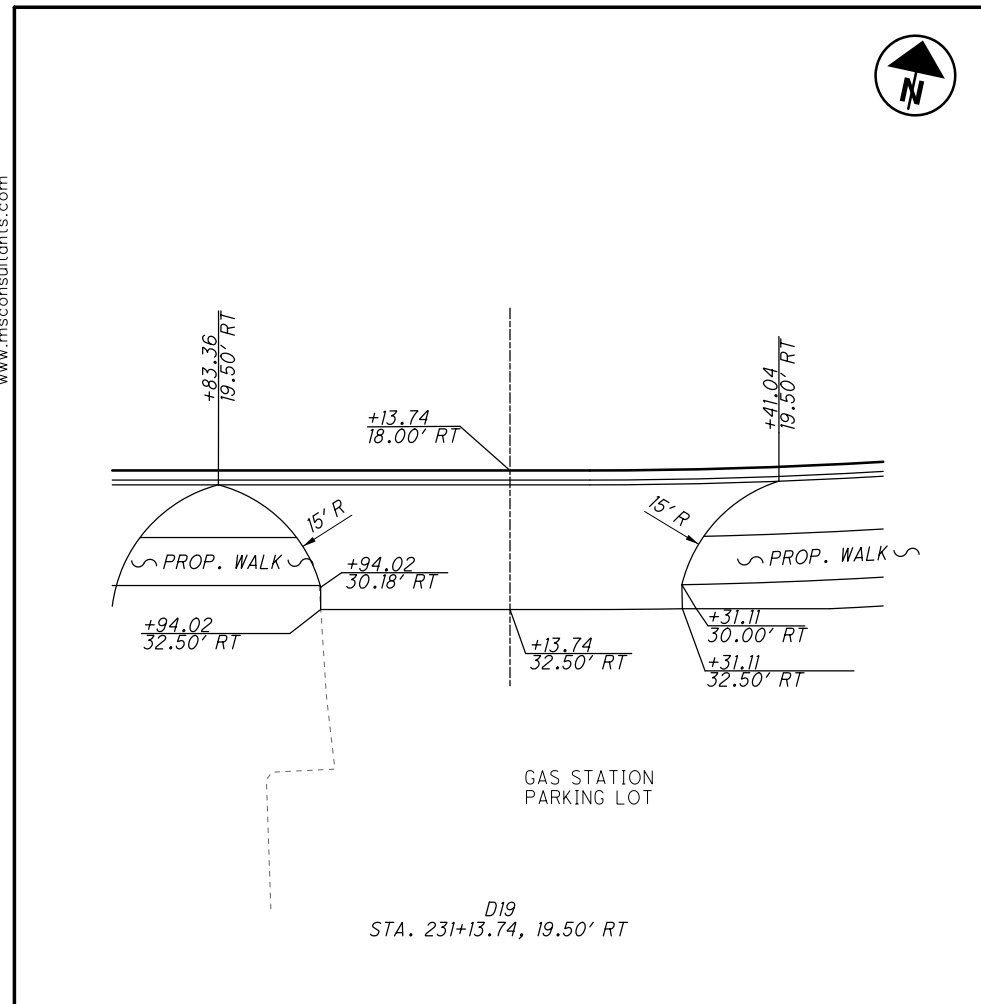 N
www.msconsultants.com
+83.36
19.50' RT
+41.04
19.50' RT
+13.74
18.00' RT
15' R
15' R
PROP. WALK
PROP. WALK
+94.02
30.18' RT
+94.02
32.50' RT
+31.11
30.00' RT
+13.74
32.50' RT
+31.11
32.50' RT
GAS STATION
PARKING LOT
D19
STA. 231+13.74, 19.50' RT